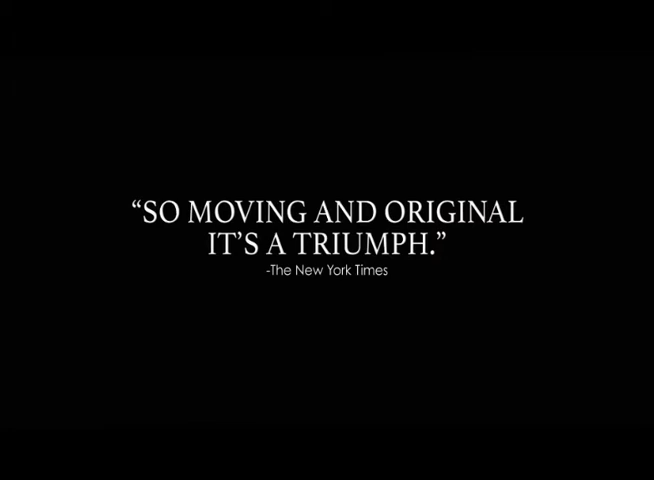 “SO MOVING AND ORIGINAL
IT’S A TRIUMPH.”
-The New York Times